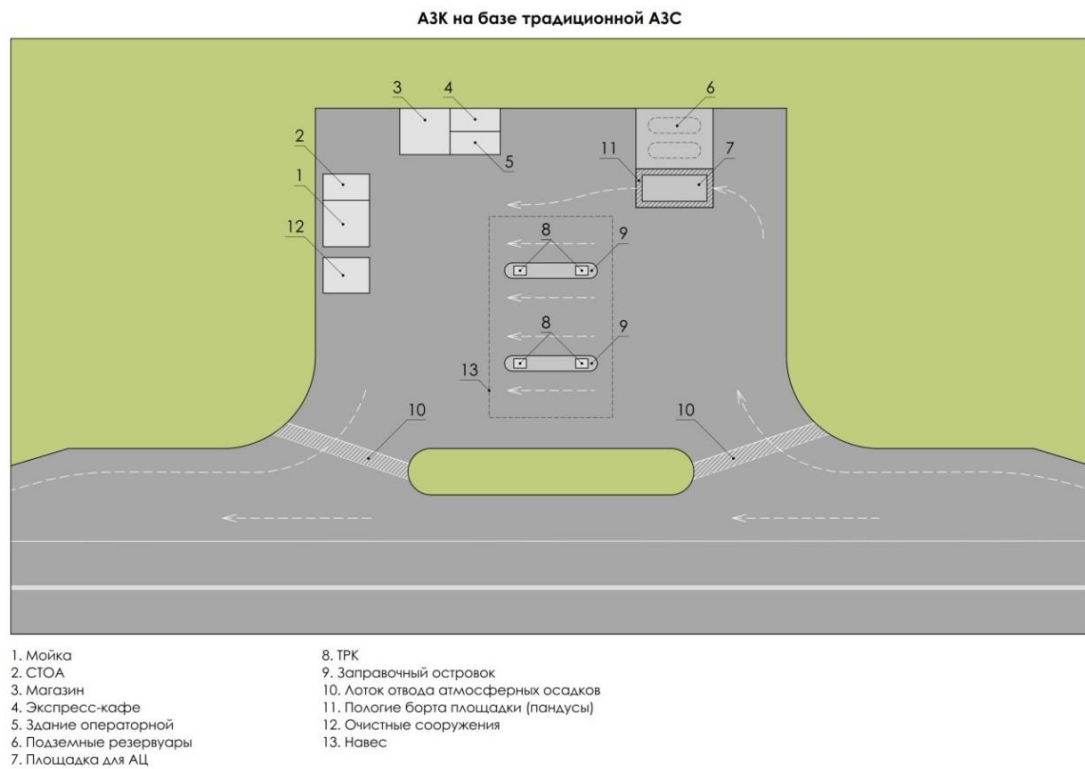 АЗК на базе традиционной АЗС
3
4
6
2
11
7
5
1
8
9
12
8
9
13
10
10
1. Мойка
2. СТОА
3. Магазин
4. Экспресс-кафе
5. Здание операторной
6. Подземные резервуары
7. Площадка для АЦ
8. ТРК
9. Заправочный островок
10. Лоток отвода атмосферных осадков
11. Пологие борта площадки (пандусы)
12. Очистные сооружения
13. Навес